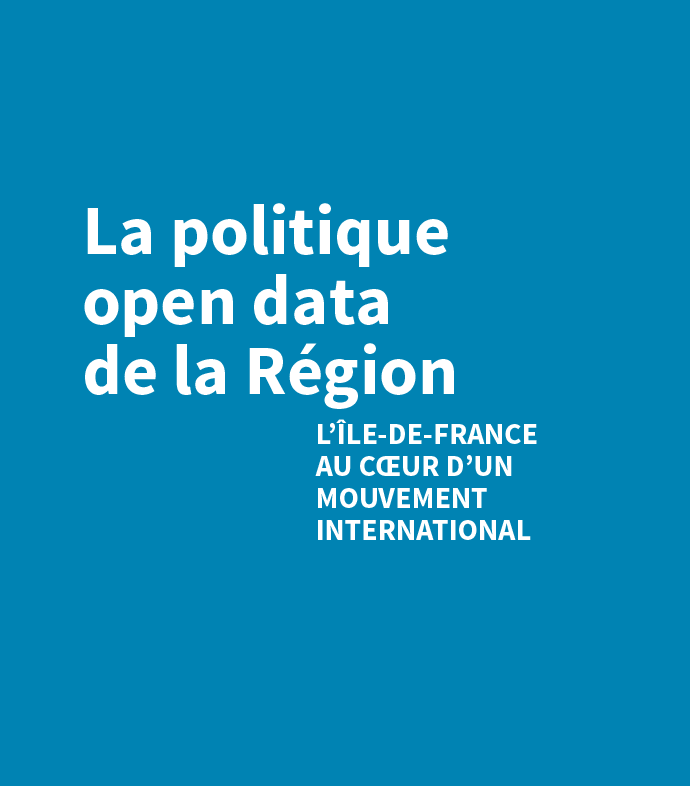 La politique
open data
de la Région
L’ÎLE-DE-FRANCE
AU CŒUR D’UN
MOUVEMENT
INTERNATIONAL